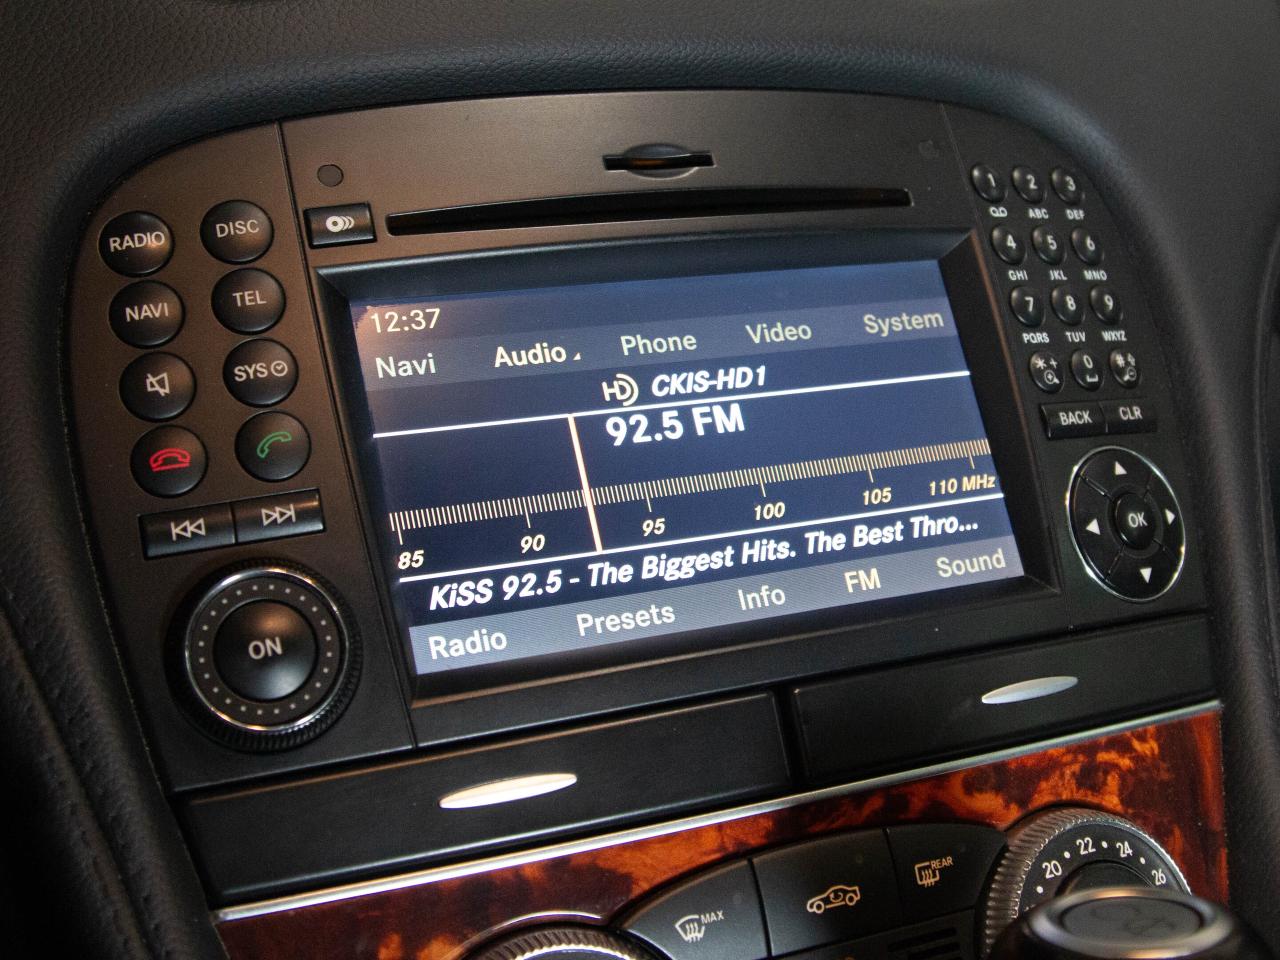 RADIO DISC
NAVI TEL
SYS
ON
1 2 3
ABC DEF
4 5 6
GHI JKL MNO
7 8 9
PQRS TUV WXYZ
*+ 0 #
BACK CLR
OK
12:37
Navi Audio Phone Video System
HD CKIS-HD1
92.5 FM
85 90 95 100 105 110 MHz
KiSS 92.5 - The Biggest Hits. The Best Thro...
Radio Presets Info FM Sound
MAX
REAR
20 22 24 26